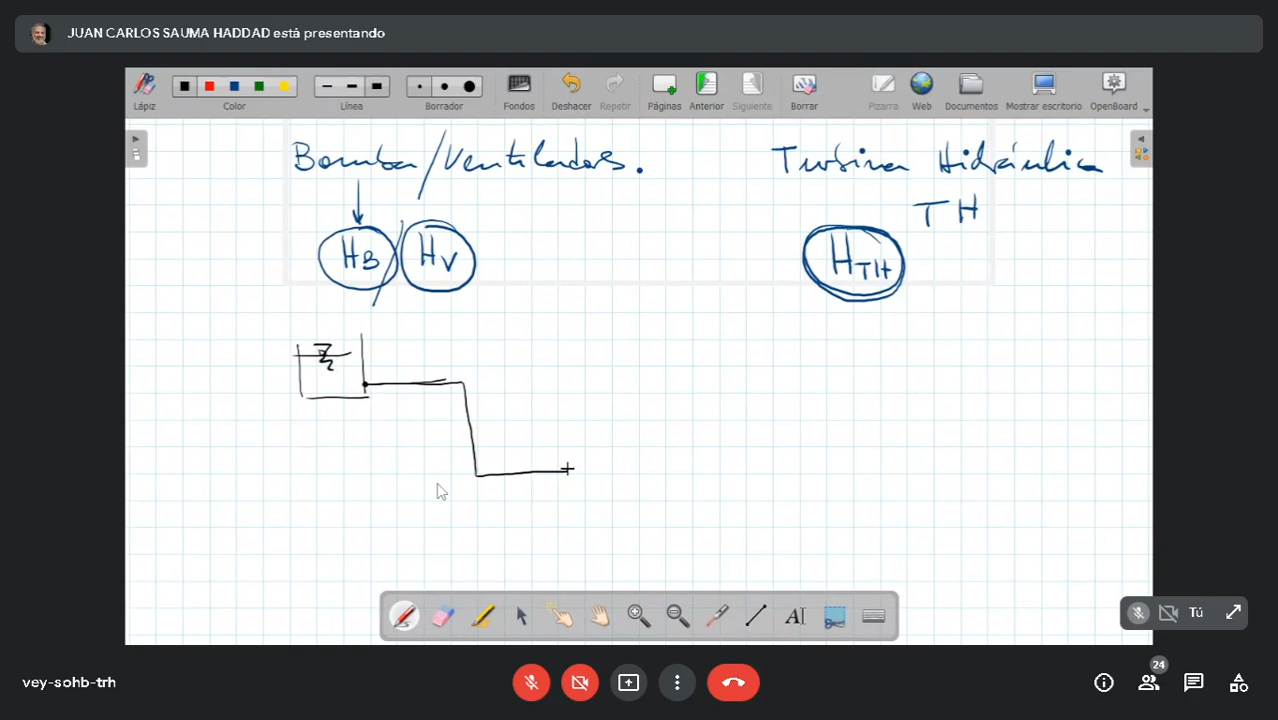 JUAN CARLOS SAUMA HADDAD está presentando
Lápiz Color Línea Borrador Fondos Deshacer Repetir Páginas Anterior Siguiente Borrar Pizarra Web Documentos Mostrar escritorio OpenBoard
Bomba/Ventiladores. Turbina Hidráulica
TH
HB / HV HTH
Tú
vey-sohb-trh
24